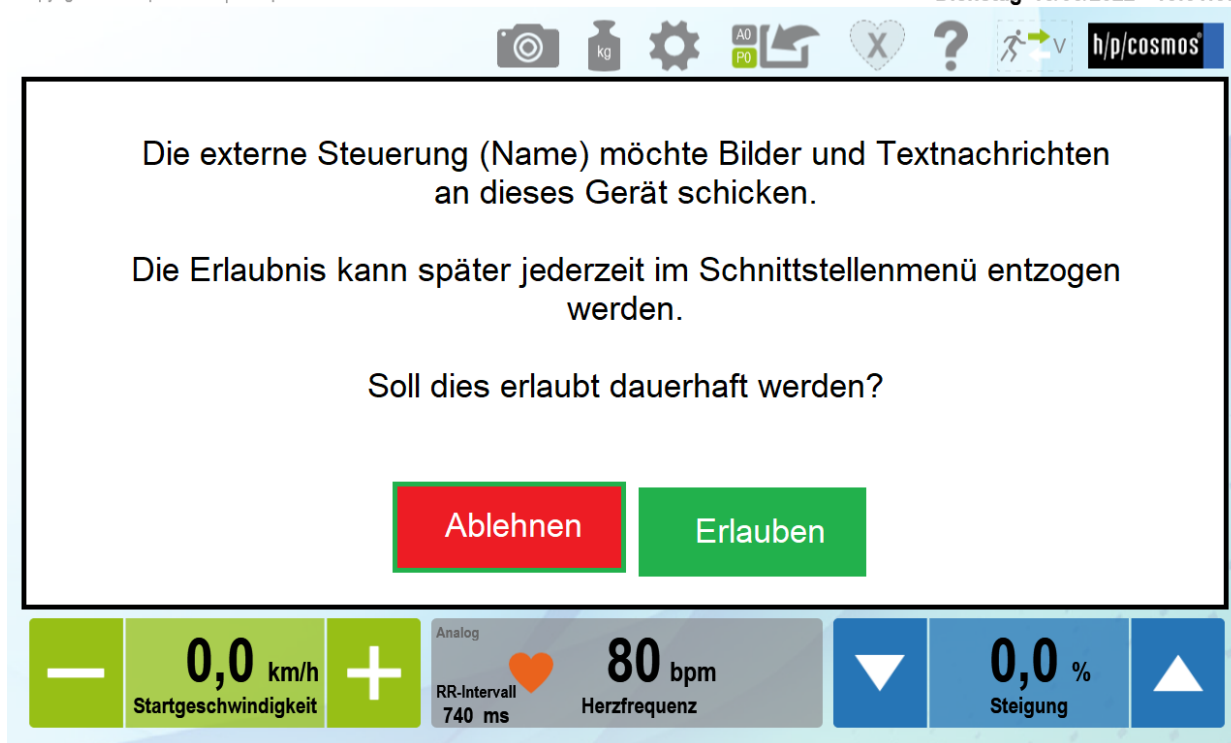 kg
A0
P0
X
?
V
h/p/cosmos
Die externe Steuerung (Name) möchte Bilder und Textnachrichten
an dieses Gerät schicken.
Die Erlaubnis kann später jederzeit im Schnittstellenmenü entzogen
werden.
Soll dies erlaubt dauerhaft werden?
Ablehnen
Erlauben
0,0 km/h
Startgeschwindigkeit
Analog
RR-Intervall
740 ms
80 bpm
Herzfrequenz
0,0 %
Steigung